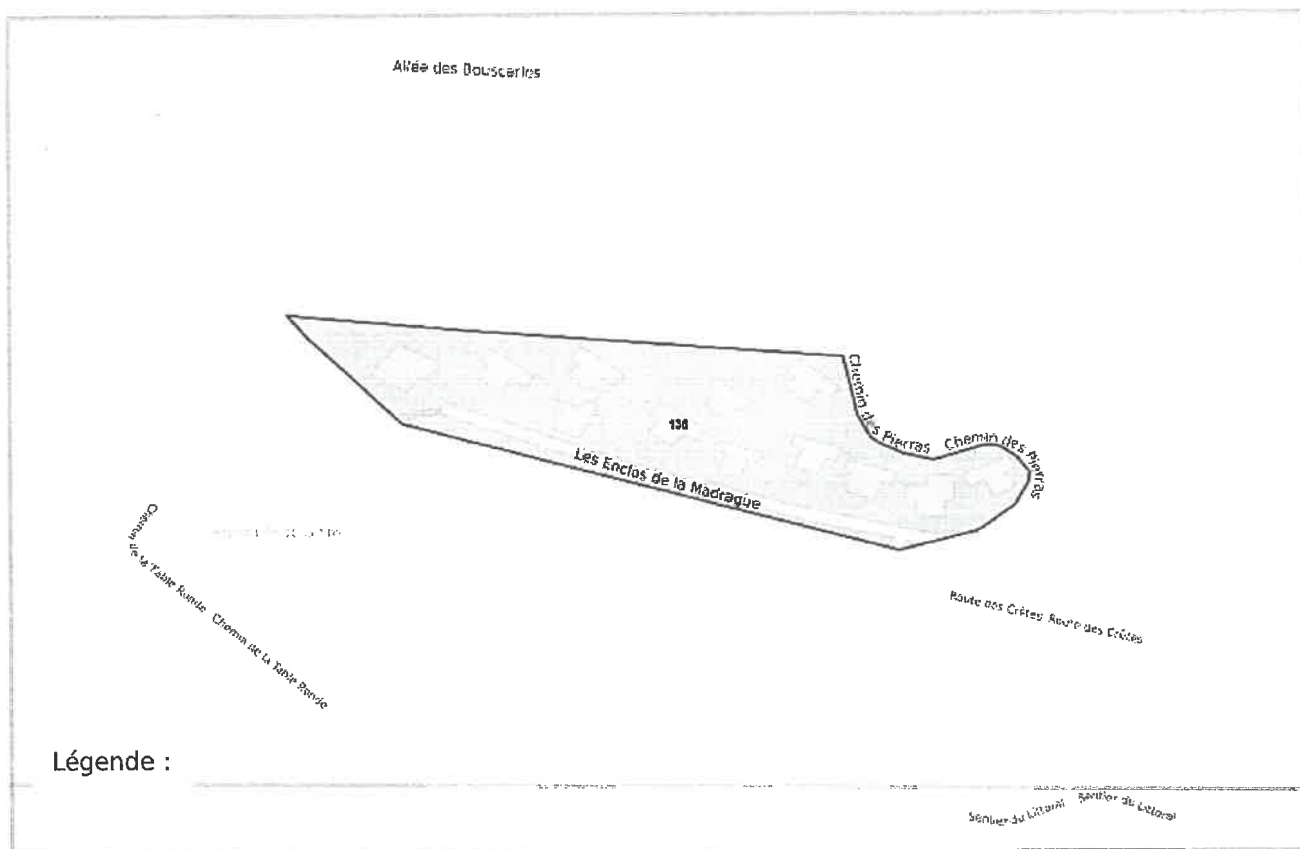 Allée des Bouscarles
Chemin des Pierras
Chemin des Pierras
136
Les Enclos de la Madrague
Chemin de la Table Ronde
Chemin de la Table Ronde
Route des Crêtes
Route des Crêtes
Légende :
Sentier du Littoral
Sentier du Littoral